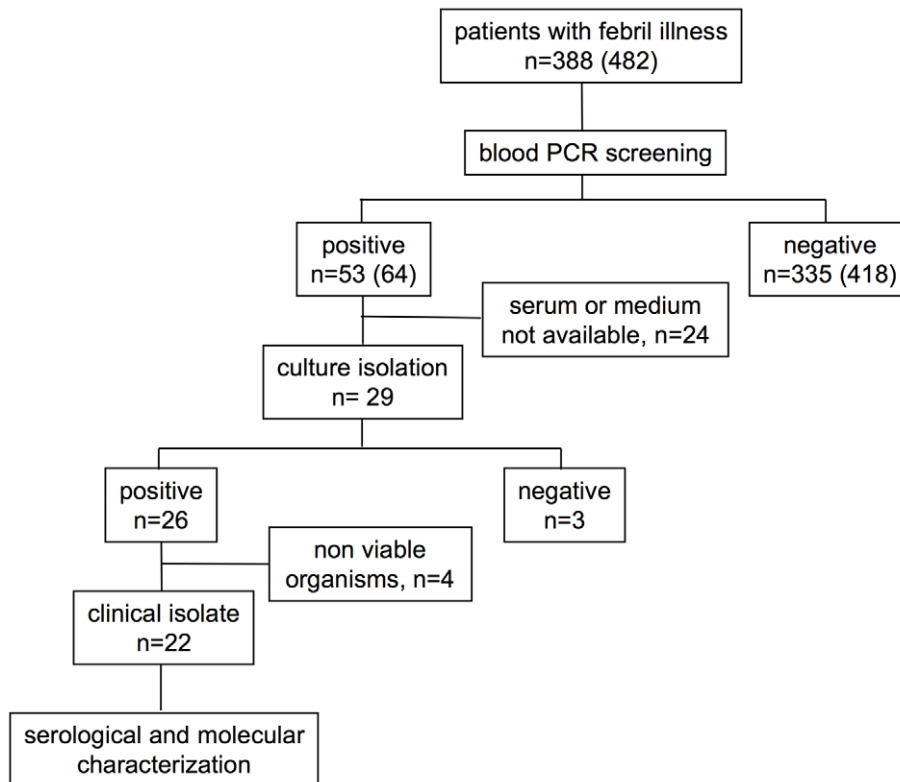 patients with febril illness
n=388 (482)
blood PCR screening
positive
n=53 (64)
negative
n=335 (418)
serum or medium
not available, n=24
culture isolation
n= 29
positive
n=26
negative
n=3
non viable
organisms, n=4
clinical isolate
n=22
serological and molecular
characterization